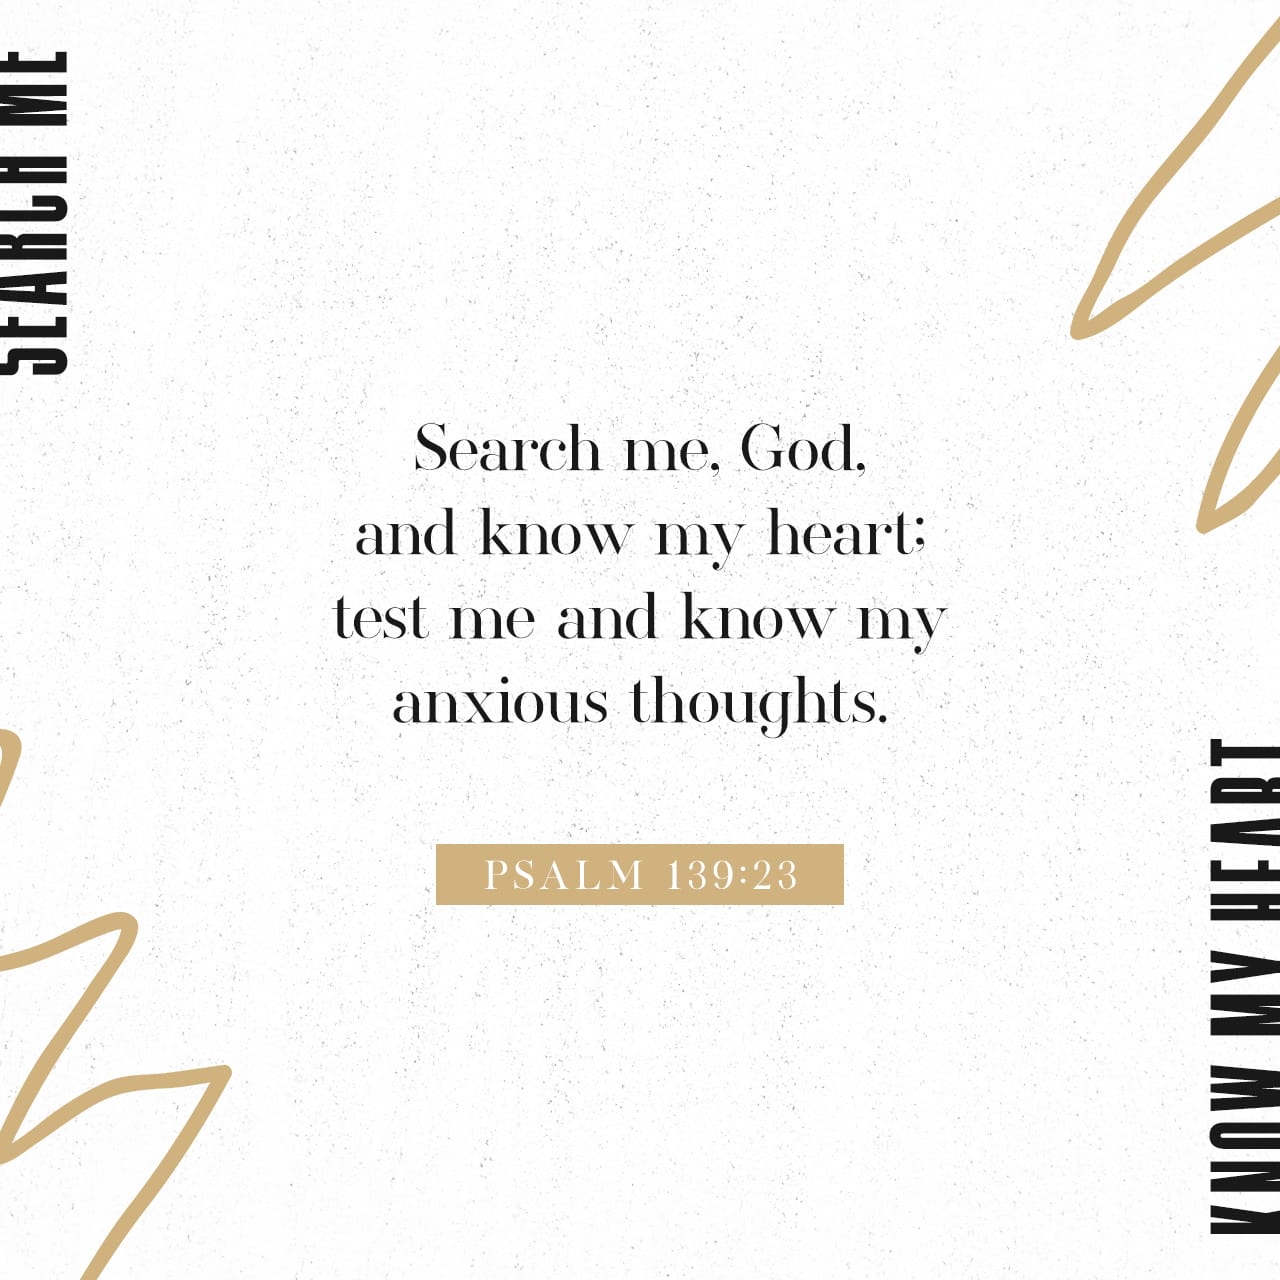 SEARCH ME
Search me, God,
and know my heart;
test me and know my
anxious thoughts.
PSALM 139:23
KNOW MY HEART